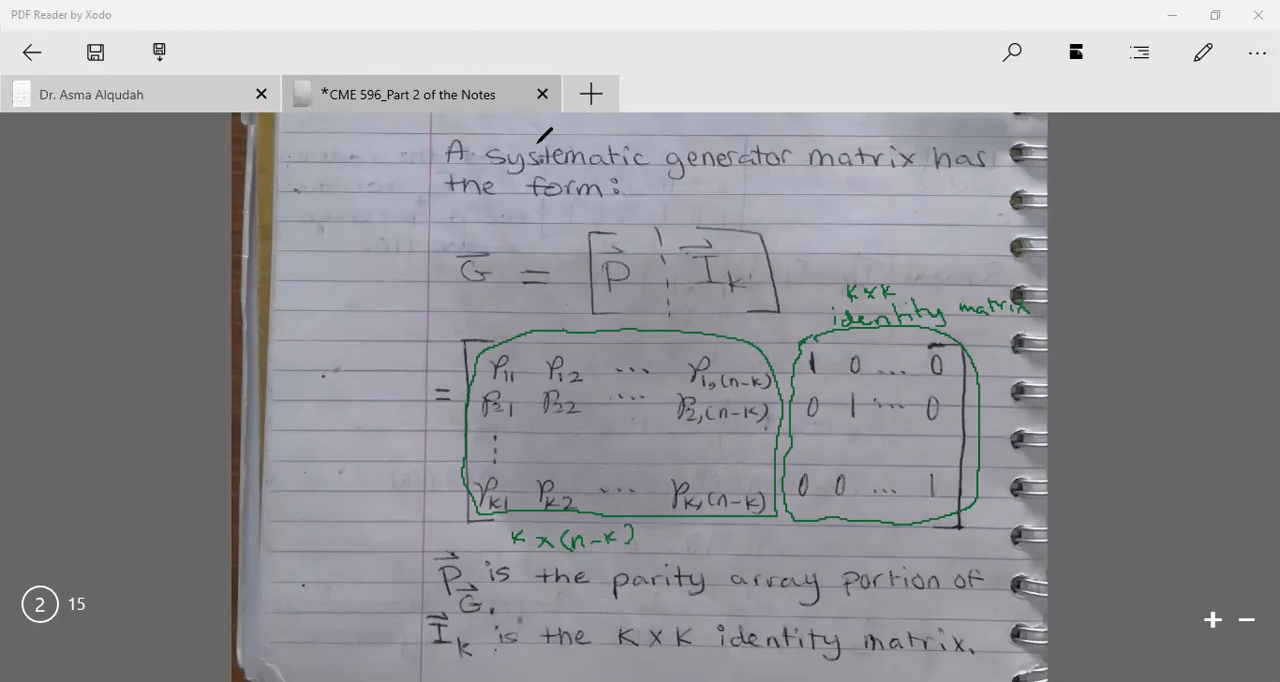 PDF Reader by Xodo
Dr. Asma Alqudah
*CME 596_Part 2 of the Notes
A systematic generator matrix has
the form:
G = [P ¦ I k]
K x K
identity matrix
= [p11 p12 ... p1,(n-k) 1 0 ... 0
p21 p22 ... p2,(n-k) 0 1 ... 0
⋮
pk1 pk2 ... pk,(n-k) 0 0 ... 1]
K x (n-k)
P is the parity array portion of
G.
I k is the K x K identity matrix.
2 15